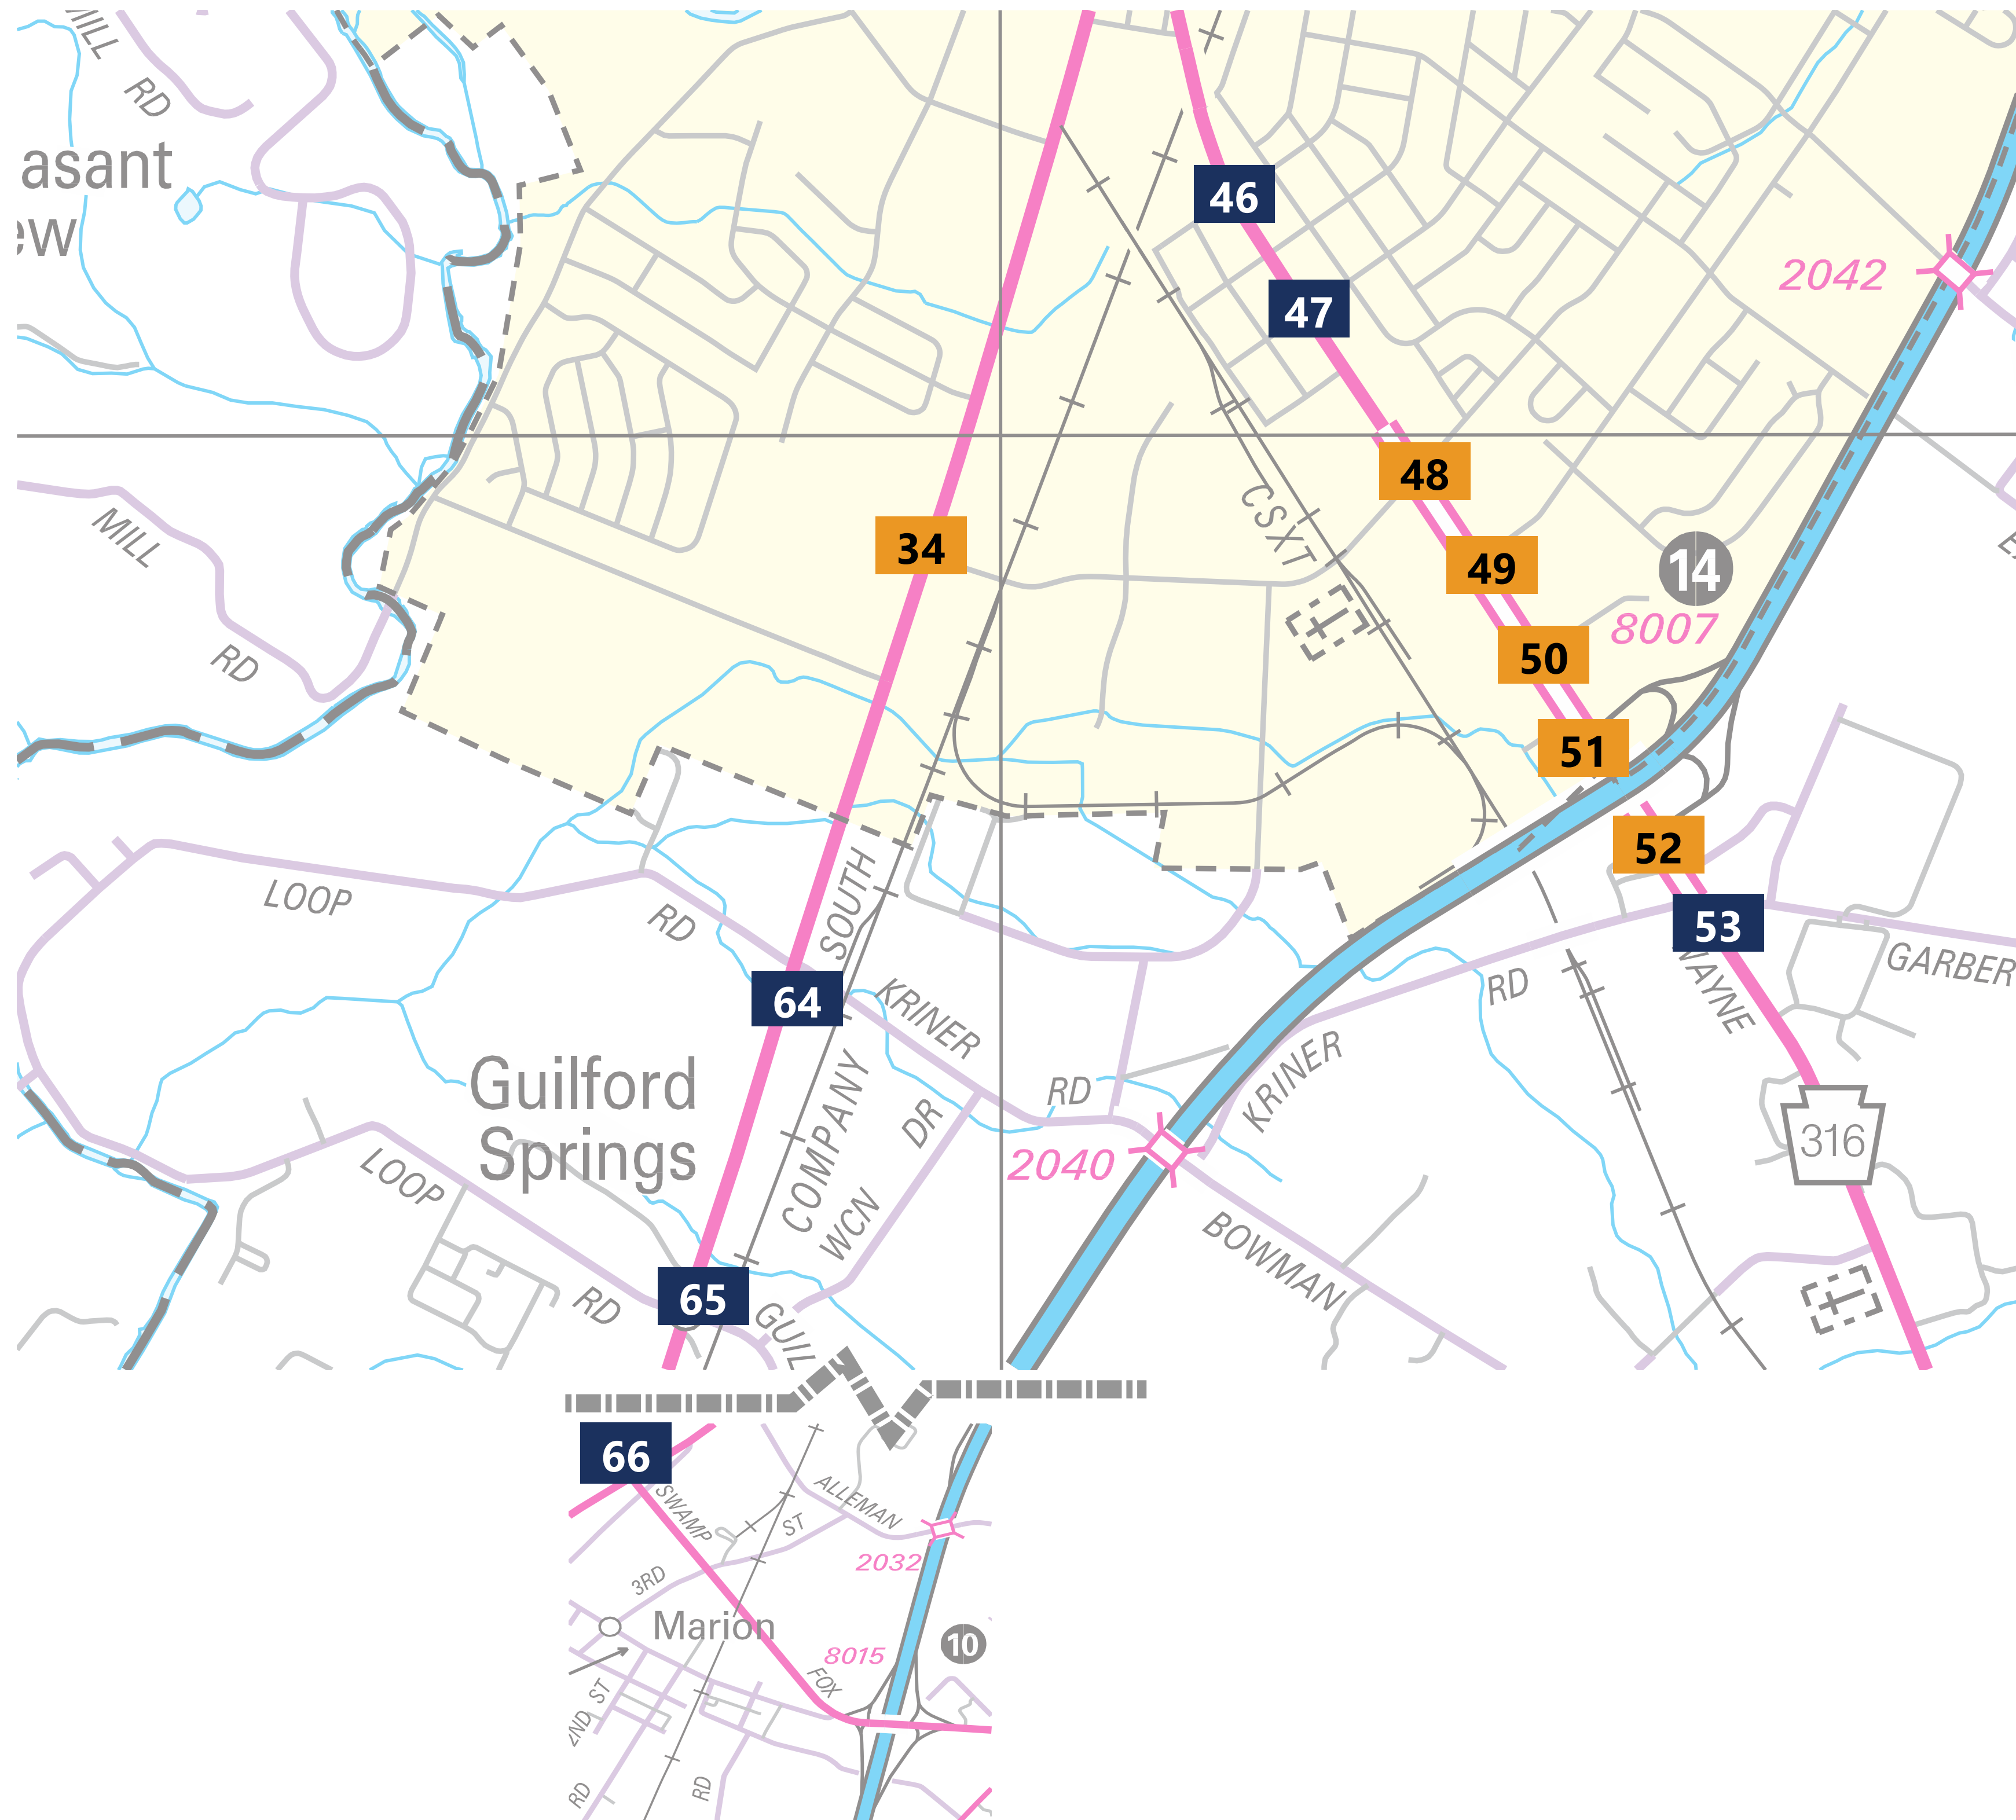 RD
asant
46
2042
47
48
CSXT
34
49
14
MILL
8007
RD
50
51
52
LOOP
SOUTH
RD
53
WAYNE
GARBER
64
KRINER
RD
Guilford
Springs
COMPANY
RD
KRINER
DR
316
2040
LOOP
WCN
BOWMAN
65
RD
GUIL
66
SWAMP
ALLEMAN
ST
2032
3RD
Marion
8015
10
FOX
ST
2ND
RD
RD